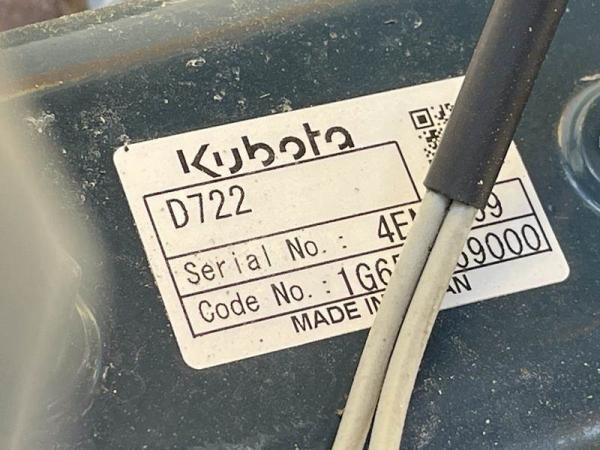 Kubota
D722
Serial No. :
Code No. :
MADE IN